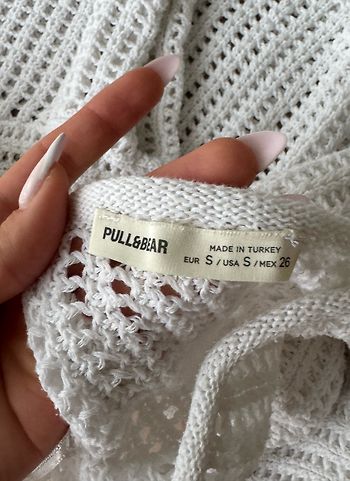 PULL&BEAR
MADE IN TURKEY
EUR S / USA S / MEX 26